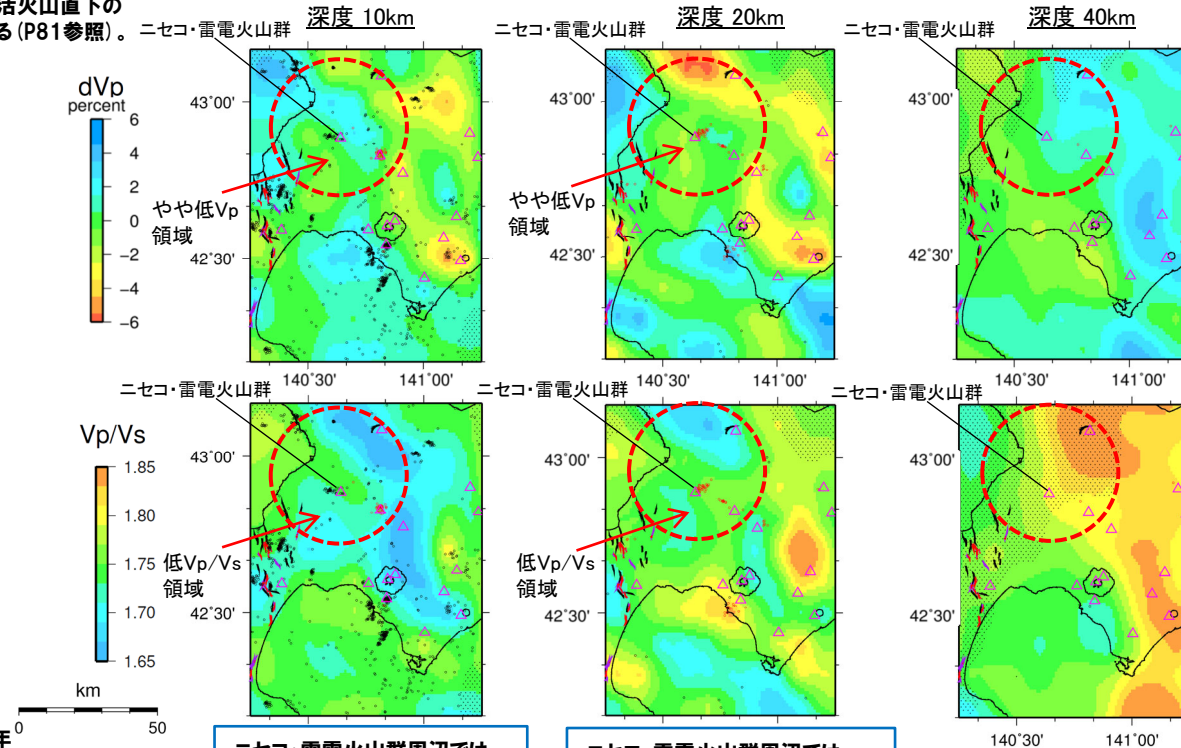 活火山直下の
る(P81参照)。
深度 10km
深度 20km
深度 40km
ニセコ・雷電火山群
ニセコ・雷電火山群
ニセコ・雷電火山群
dVp
percent
6
4
2
0
−2
−4
−6
43°00'
42°30'
やや低Vp
領域
43°00'
42°30'
やや低Vp
領域
43°00'
42°30'
140°30'
141°00'
140°30'
141°00'
140°30'
141°00'
ニセコ・雷電火山群
ニセコ・雷電火山群
ニセコ・雷電火山群
Vp/Vs
1.85
1.80
1.75
1.70
1.65
43°00'
42°30'
低Vp/Vs
領域
43°00'
42°30'
低Vp/Vs
領域
43°00'
42°30'
140°30'
141°00'
km
0
50
年
ニセコ・雷電火山群周辺では
ニセコ・雷電火山群周辺では